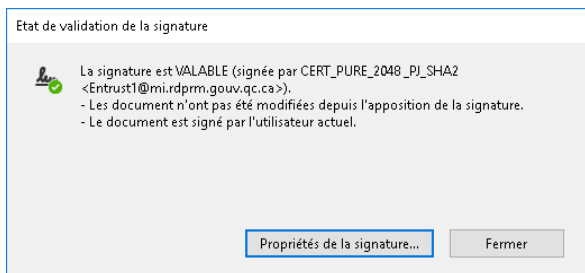 Etat de validation de la signature
La signature est VALABLE (signée par CERT_PURE_2048_PJ_SHA2
<Entrust1@mi.rdprm.gouv.qc.ca>).
- Les document n'ont pas été modifiées depuis l'apposition de la signature.
- Le document est signé par l'utilisateur actuel.
Propriétés de la signature... Fermer